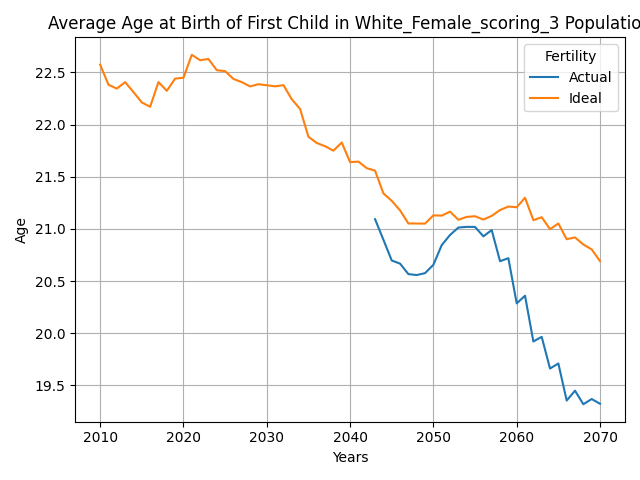 Average Age at Birth of First Child in White_Female_scoring_3 Populatio
Fertility
Actual
Ideal
22.5
22.0
21.5
21.0
20.5
20.0
19.5
Age
2010 2020 2030 2040 2050 2060 2070
Years